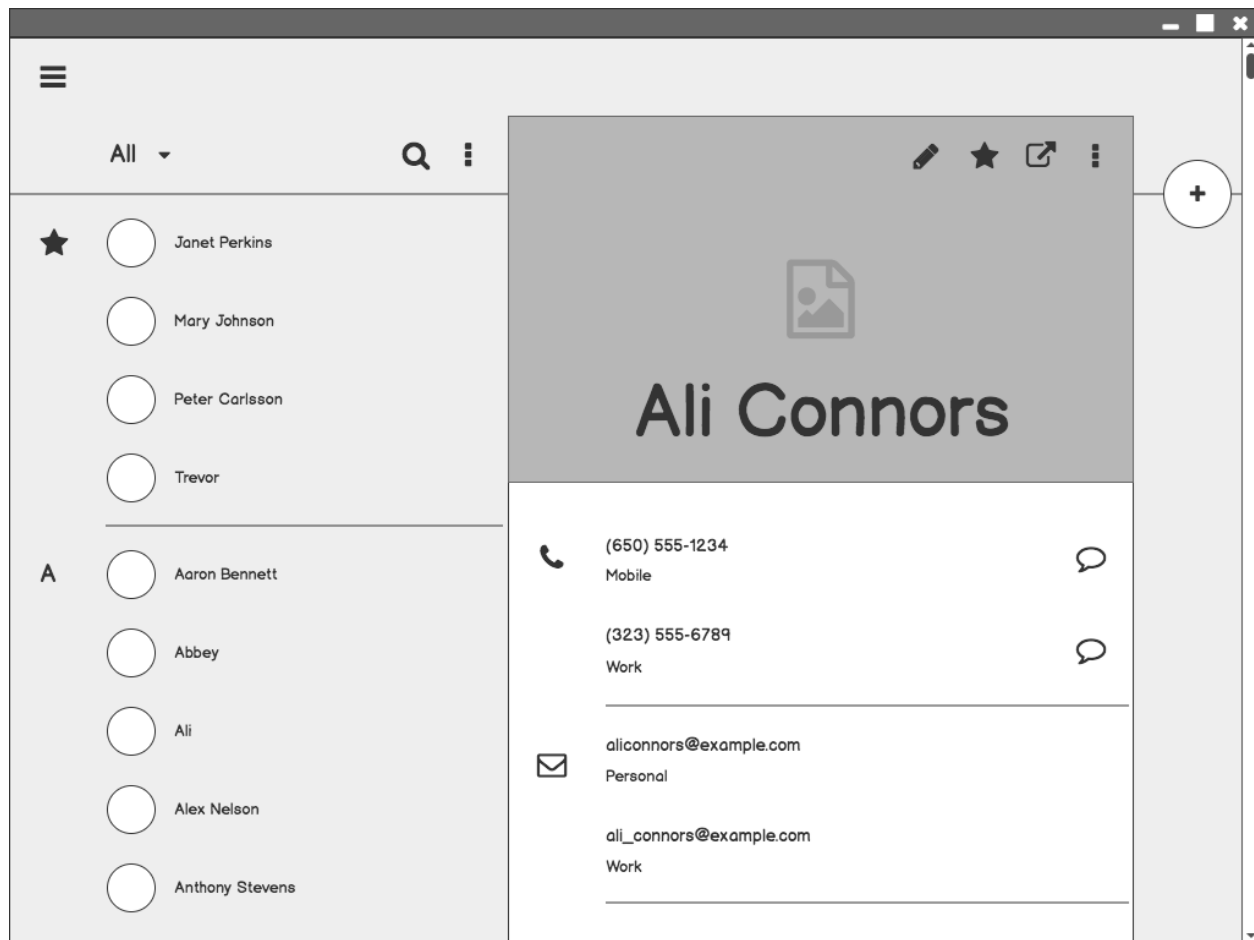 All
Janet Perkins
Mary Johnson
Peter Carlsson
Trevor
A
Aaron Bennett
Abbey
Ali
Alex Nelson
Anthony Stevens
Ali Connors
(650) 555-1234
Mobile
(323) 555-6789
Work
aliconnors@example.com
Personal
ali_connors@example.com
Work